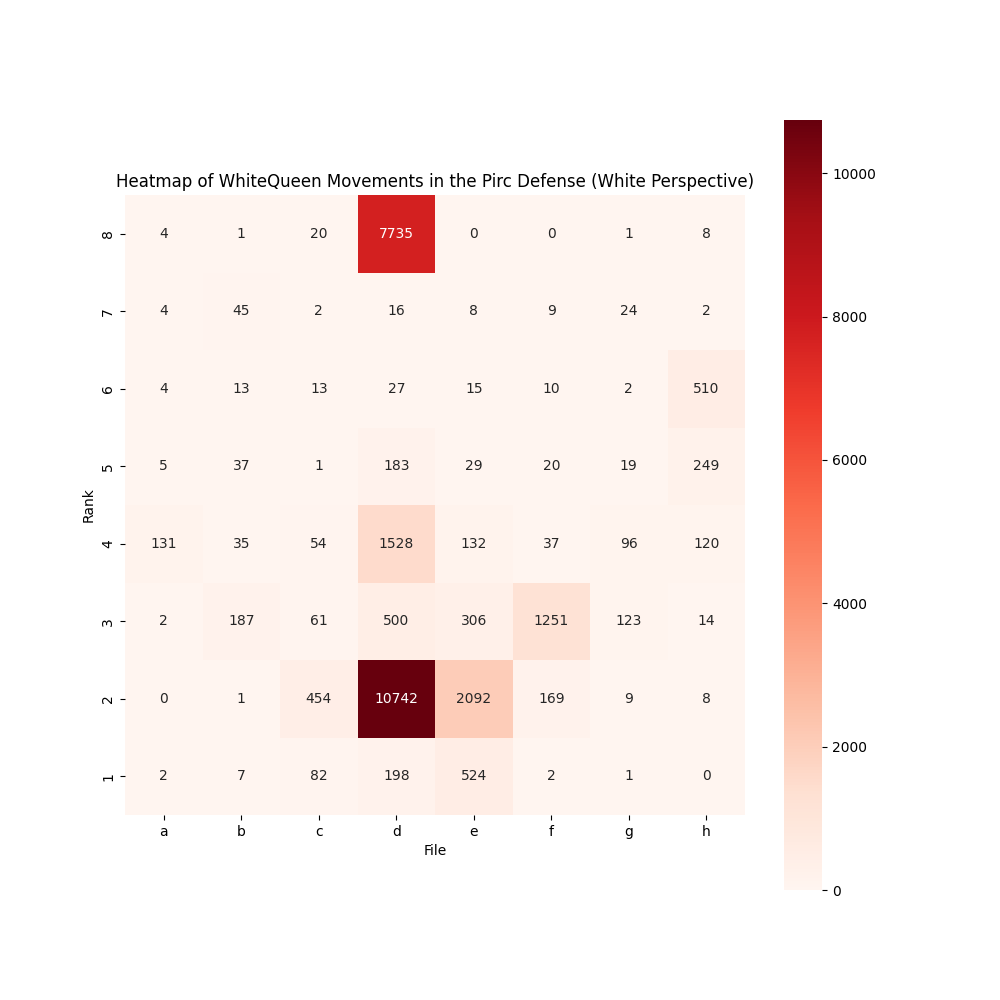 Heatmap of WhiteQueen Movements in the Pirc Defense (White Perspective)
8 4 1 20 7735 0 0 1 8
7 4 45 2 16 8 9 24 2
6 4 13 13 27 15 10 2 510
5 5 37 1 183 29 20 19 249
4 131 35 54 1528 132 37 96 120
3 2 187 61 500 306 1251 123 14
2 0 1 454 10742 2092 169 9 8
1 2 7 82 198 524 2 1 0
a b c d e f g h
File
Rank
10000
8000
6000
4000
2000
0